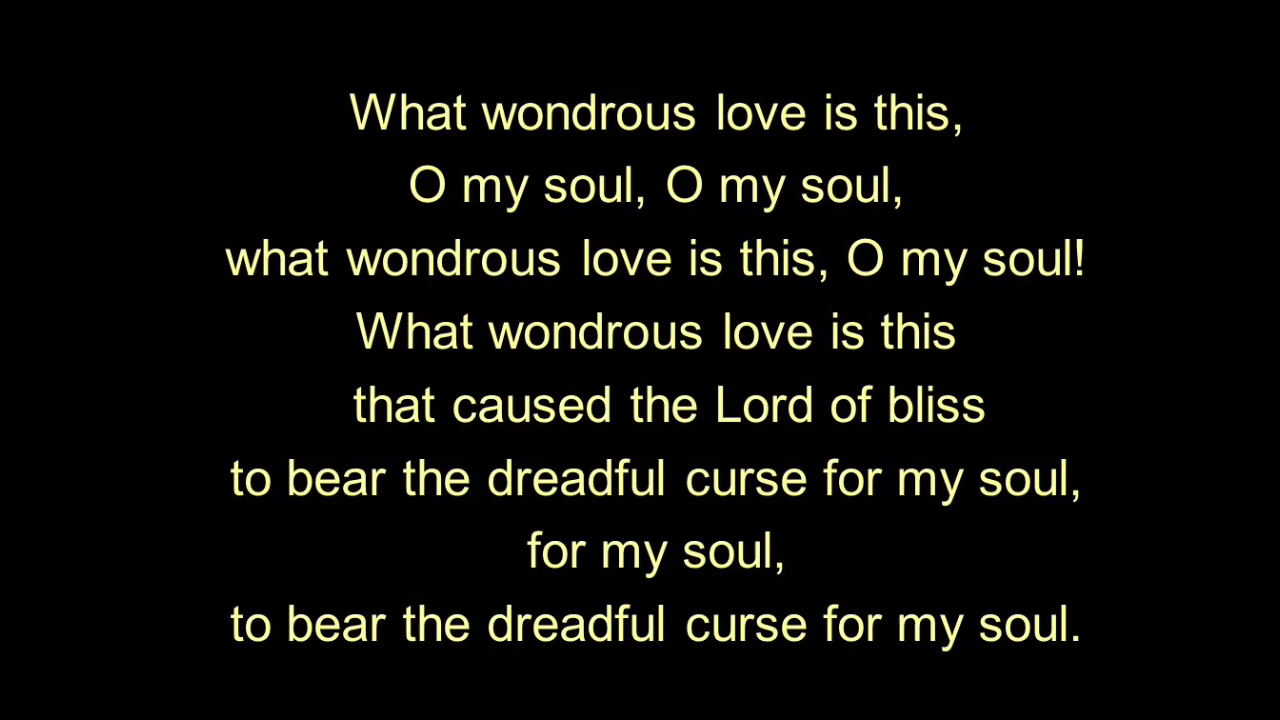 What wondrous love is this,
O my soul, O my soul,
what wondrous love is this, O my soul!
What wondrous love is this
that caused the Lord of bliss
to bear the dreadful curse for my soul,
for my soul,
to bear the dreadful curse for my soul.